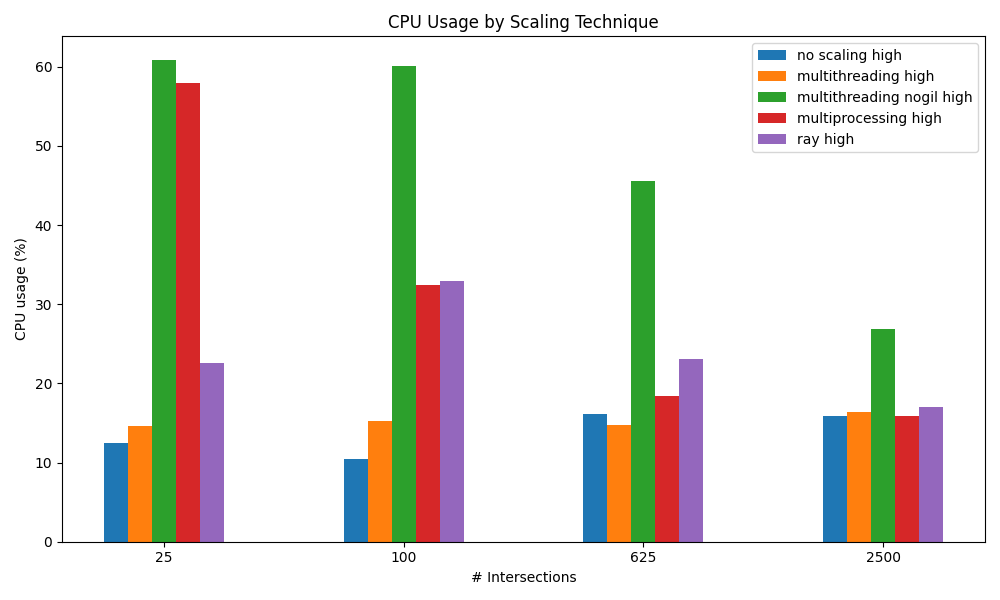 CPU Usage by Scaling Technique
no scaling high
multithreading high
multithreading nogil high
multiprocessing high
ray high
CPU usage (%)
60
50
40
30
20
10
0
25 100 625 2500
# Intersections